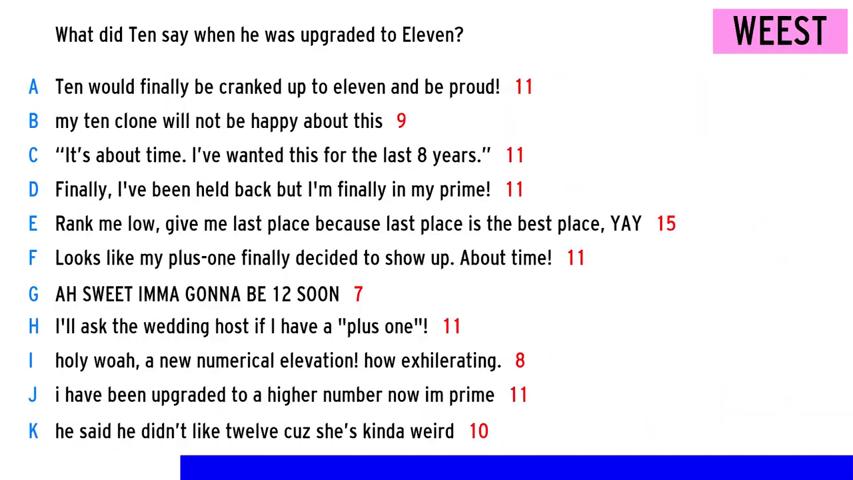 What did Ten say when he was upgraded to Eleven?
WEEST
A Ten would finally be cranked up to eleven and be proud! 11
B my ten clone will not be happy about this 9
C “It’s about time. I’ve wanted this for the last 8 years.” 11
D Finally, I've been held back but I'm finally in my prime! 11
E Rank me low, give me last place because last place is the best place, YAY 15
F Looks like my plus-one finally decided to show up. About time! 11
G AH SWEET IMMA GONNA BE 12 SOON 7
H I'll ask the wedding host if I have a "plus one"! 11
I holy woah, a new numerical elevation! how exhilerating. 8
J i have been upgraded to a higher number now im prime 11
K he said he didn’t like twelve cuz she’s kinda weird 10